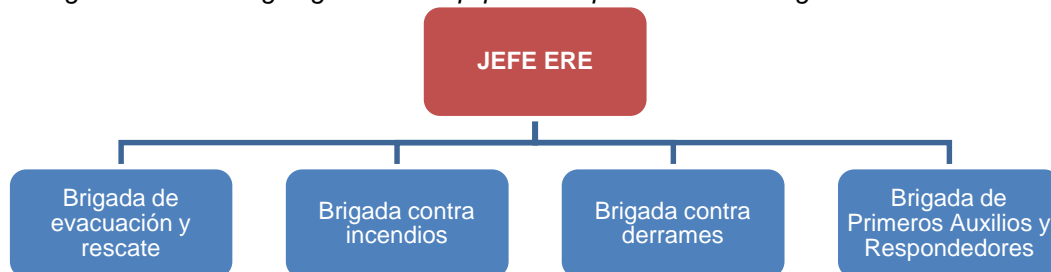 JEFE ERE
Brigada de
evacuación y
rescate
Brigada contra
incendios
Brigada contra
derrames
Brigada de
Primeros Auxilios y
Respondedores